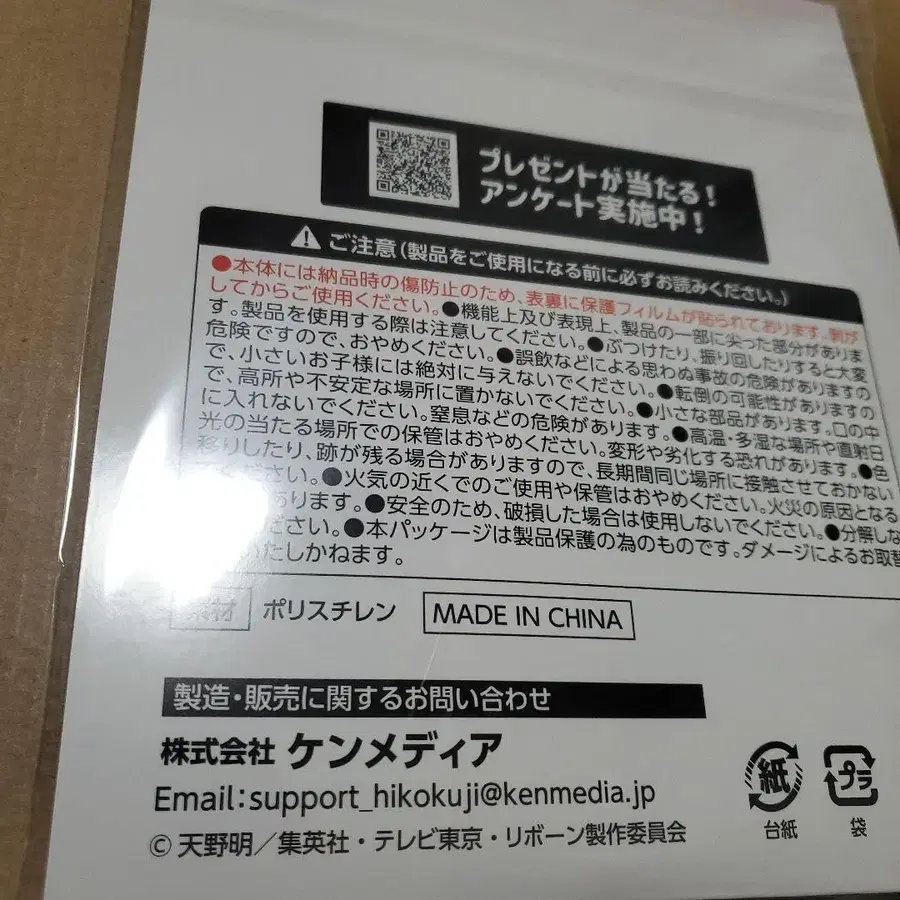 プレゼントが当たる!
アンケート実施中!
ご注意(製品をご使用になる前に必ずお読みください。)
●本体には納品時の傷防止のため、表裏に保護フィルムが貼られております。剝が
してからご使用ください。●機能上及び表現上、製品の一部に尖った部分がありま
す。製品を使用する際は注意してください。●ぶつけたり、振り回したりすると大変
危険ですので、おやめください。●誤飲などによる思わぬ事故の危険がありますの
で、小さいお子様には絶対に与えないでください。●転倒の可能性がありますの
で、高所や不安定な場所に置かないでください。●小さな部品があります。口の中
に入れないでください。窒息などの危険があります。●高温・多湿な場所や直射日
光の当たる場所での保管はおやめください。変形や劣化する恐れがあります。●色
移りしたり、跡が残る場合がありますので、長期間同じ場所に接触させておかない
ください。●火気の近くでのご使用や保管はおやめください。火災の原因となる
あります。●安全のため、破損した場合は使用しないでください。●分解しな
ださい。●本パッケージは製品保護の為のものです。ダメージによるお取替
いたしかねます。
素材 ポリスチレン MADE IN CHINA
製造・販売に関するお問い合わせ
株式会社 ケンメディア
Email:support_hikokuji@kenmedia.jp
© 天野明/集英社・テレビ東京・リボーン製作委員会
紙 プラ
台紙 袋